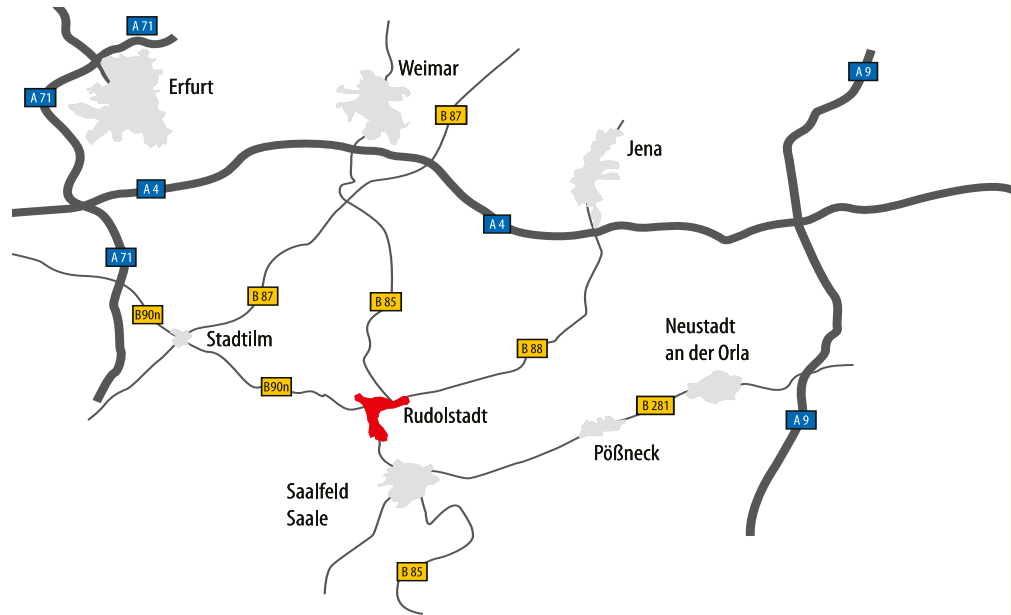 A 71
Erfurt
A 71
Weimar
A 9
B 87
Jena
A 4
A 4
A 71
B 87
B 85
B90n
Stadtilm
Neustadt
an der Orla
B 88
B90n
Rudolstadt
B 281
A 9
Pößneck
Saalfeld
Saale
B 85